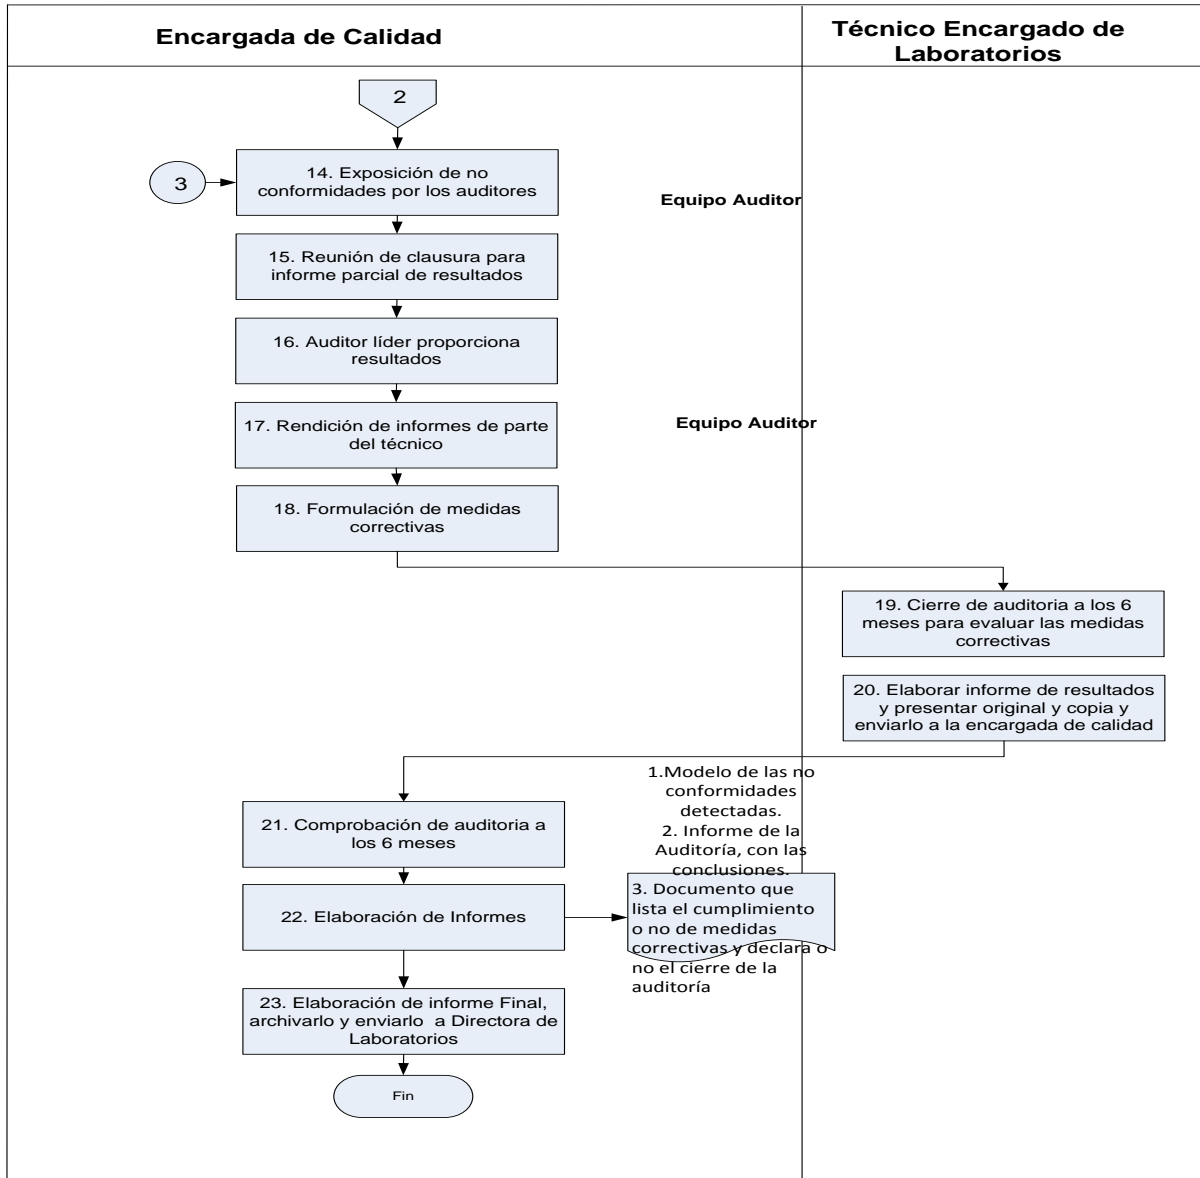 Encargada de Calidad
Técnico Encargado de
Laboratorios
2
3
14. Exposición de no
conformidades por los auditores
Equipo Auditor
15. Reunión de clausura para
informe parcial de resultados
16. Auditor líder proporciona
resultados
17. Rendición de informes de parte
del técnico
Equipo Auditor
18. Formulación de medidas
correctivas
19. Cierre de auditoria a los 6
meses para evaluar las medidas
correctivas
20. Elaborar informe de resultados
y presentar original y copia y
enviarlo a la encargada de calidad
21. Comprobación de auditoria a
los 6 meses
1.Modelo de las no
conformidades
detectadas.
2. Informe de la
Auditoría, con las
conclusiones.
3. Documento que
lista el cumplimiento
o no de medidas
correctivas y declara o
no el cierre de la
auditoría
22. Elaboración de Informes
23. Elaboración de informe Final,
archivarlo y enviarlo  a Directora de
Laboratorios
Fin